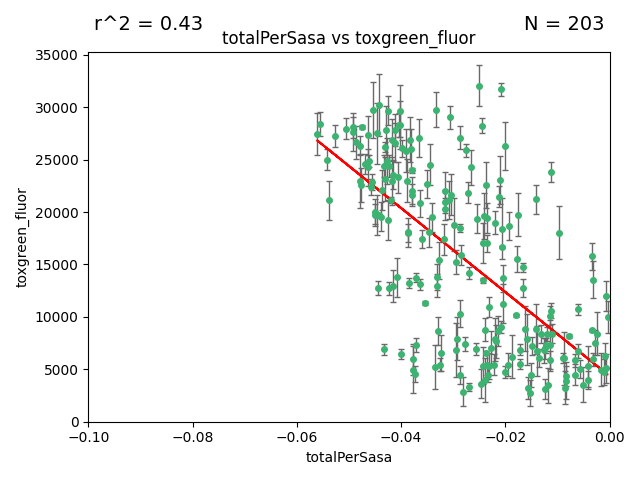 r^2 = 0.43
N = 203
totalPerSasa vs toxgreen_fluor
35000
30000
25000
20000
15000
10000
5000
0
toxgreen_fluor
−0.10
−0.08
−0.06
−0.04
−0.02
0.00
totalPerSasa